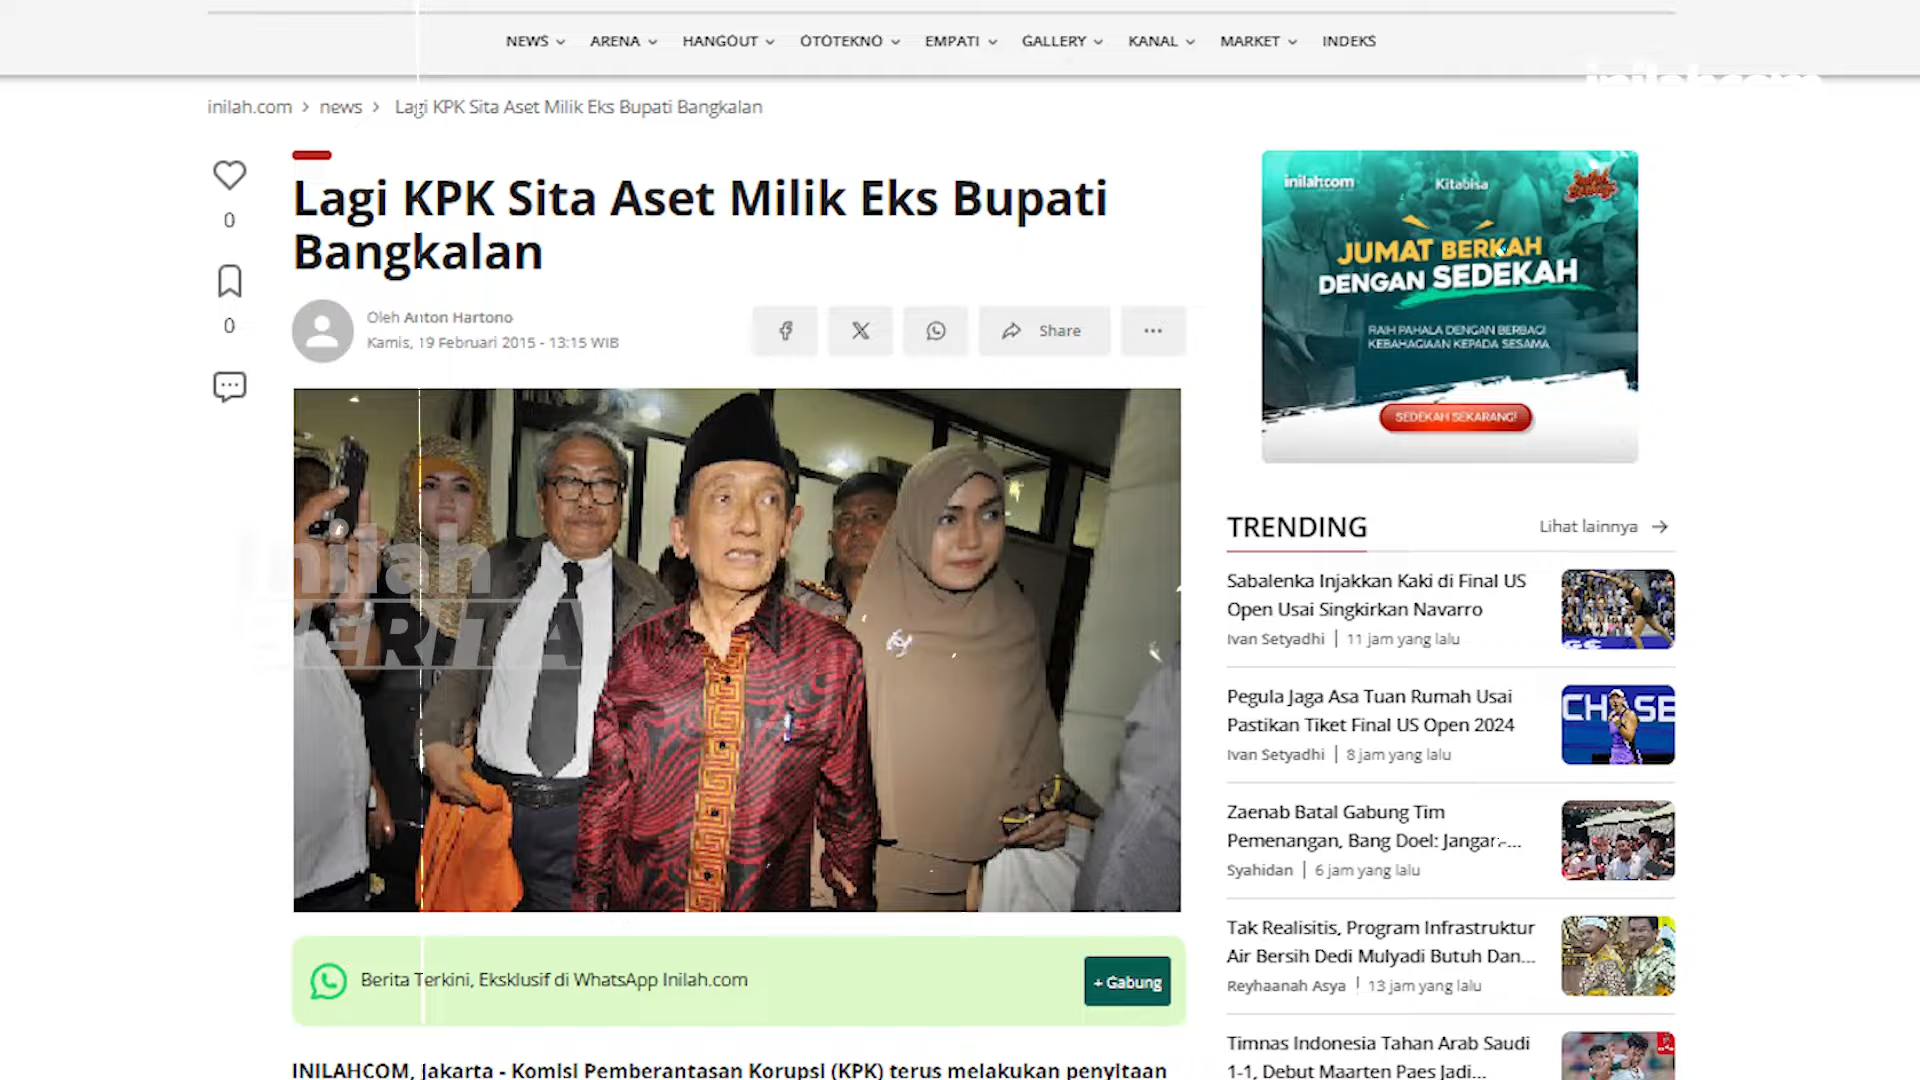 NEWS ARENA HANGOUT OTOTEKNO EMPATI GALLERY KANAL MARKET INDEKS
inilah.com
inilah.com > news > Lagi KPK Sita Aset Milik Eks Bupati Bangkalan
Lagi KPK Sita Aset Milik Eks Bupati
Bangkalan
0
0
Oleh Anton Hartono
Kamis, 19 Februari 2015 - 13:15 WIB
Share
inilah.com Kitabisa
JUMAT BERKAH
DENGAN SEDEKAH
RAIH PAHALA DENGAN BERBAGI
KEBAHAGIAAN KEPADA SESAMA
SEDEKAH SEKARANG!
Inilah
BERITA
Berita Terkini, Eksklusif di WhatsApp Inilah.com
+ Gabung
INILAHCOM, Jakarta - Komisi Pemberantasan Korupsi (KPK) terus melakukan penyitaan
TRENDING
Lihat lainnya
Sabalenka Injakkan Kaki di Final US
Open Usai Singkirkan Navarro
Ivan Setyadhi | 11 jam yang lalu
Pegula Jaga Asa Tuan Rumah Usai
Pastikan Tiket Final US Open 2024
Ivan Setyadhi | 8 jam yang lalu
CHASE
Zaenab Batal Gabung Tim
Pemenangan, Bang Doel: Jangan...
Syahidan | 6 jam yang lalu
Tak Realisitis, Program Infrastruktur
Air Bersih Dedi Mulyadi Butuh Dan...
Reyhaanah Asya | 13 jam yang lalu
Timnas Indonesia Tahan Arab Saudi
1-1, Debut Maarten Paes Jadi...